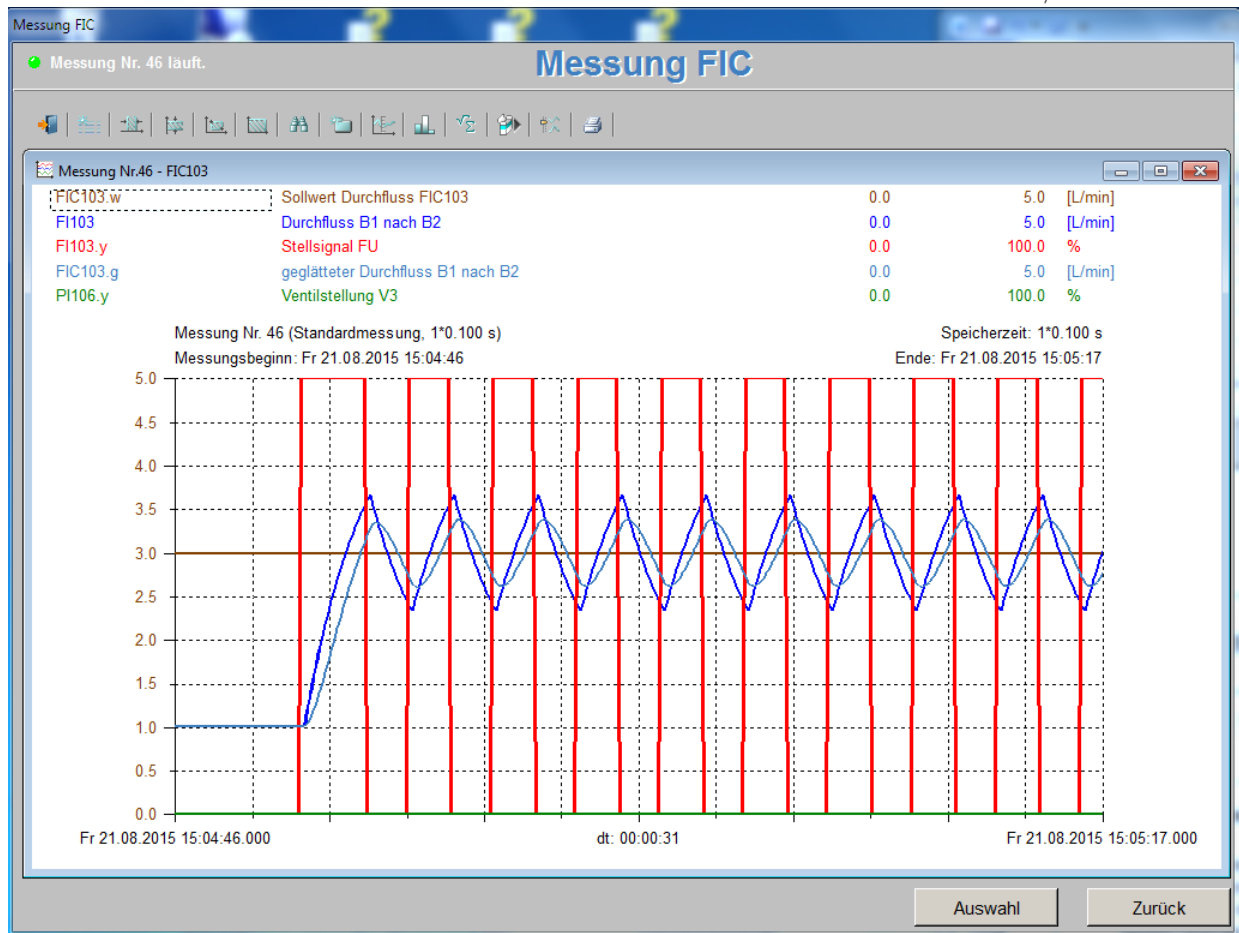 Messung FIC
Messung Nr. 46 läuft.
Messung FIC
Messung Nr.46 - FIC103
FIC103.w Sollwert Durchfluss FIC103 0.0 5.0 [L/min]
FI103 Durchfluss B1 nach B2 0.0 5.0 [L/min]
FI103.y Stellsignal FU 0.0 100.0 %
FIC103.g geglätteter Durchfluss B1 nach B2 0.0 5.0 [L/min]
PI106.y Ventilstellung V3 0.0 100.0 %
Messung Nr. 46 (Standardmessung, 1*0.100 s) Speicherzeit: 1*0.100 s
Messungsbeginn: Fr 21.08.2015 15:04:46 Ende: Fr 21.08.2015 15:05:17
5.0
4.5
4.0
3.5
3.0
2.5
2.0
1.5
1.0
0.5
0.0
Fr 21.08.2015 15:04:46.000 dt: 00:00:31 Fr 21.08.2015 15:05:17.000
Auswahl Zurück